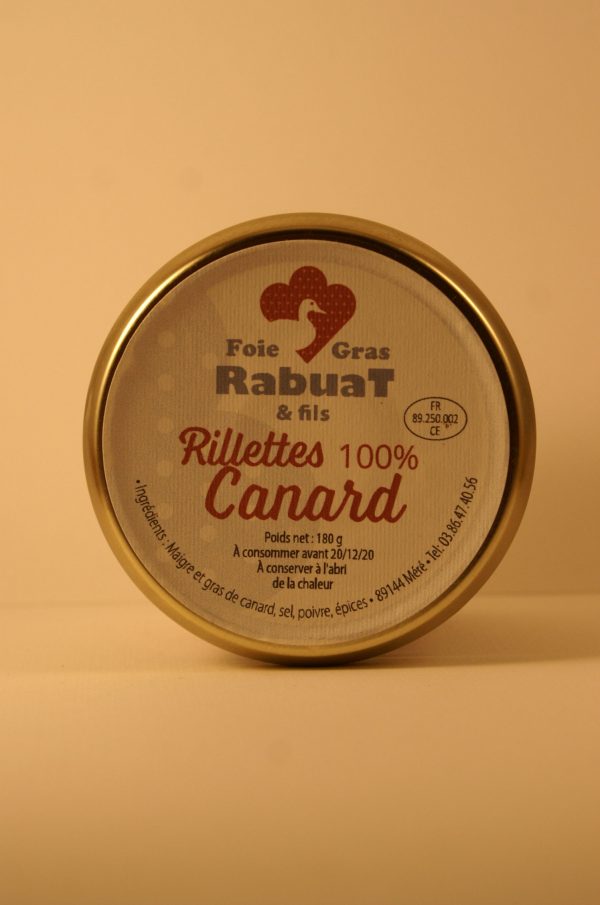 Foie Gras
RabuaT
& fils
FR
89.250.002
CE
Rillettes 100%
Canard
Poids net : 180 g
À consommer avant 20/12/20
À conserver à l'abri
de la chaleur
• Ingrédients : Maigre et gras de canard, sel, poivre, épices • 89144 Méré • Tel: 03.86.47.40.56